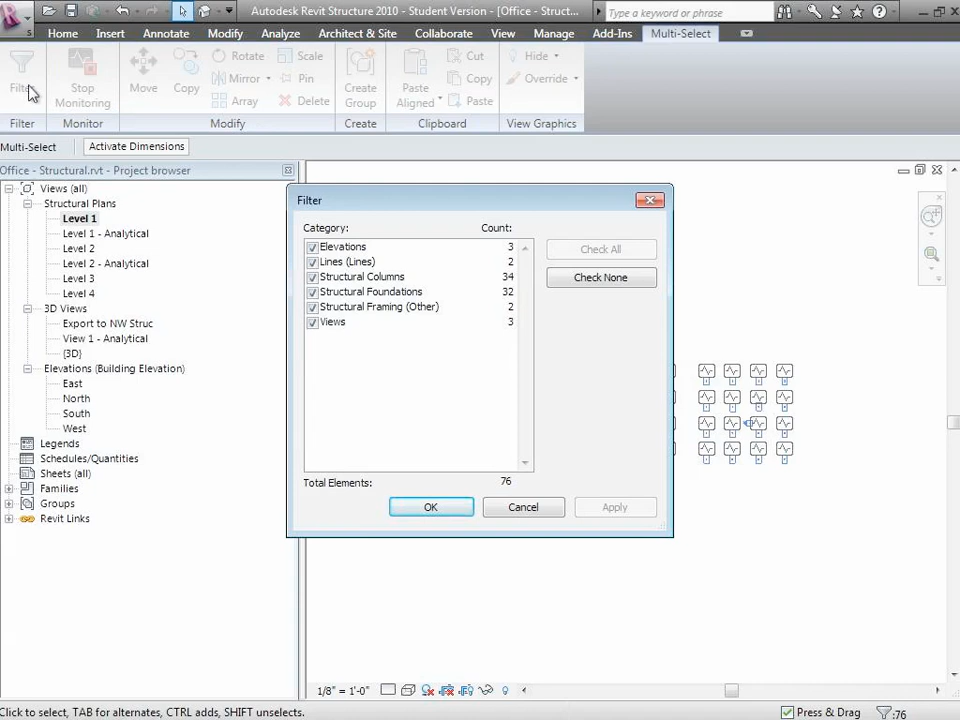 Autodesk Revit Structure 2010 - Student Version - [Office - Struct...
Type a keyword or phrase
Home Insert Annotate Modify Analyze Architect & Site Collaborate View Manage Add-Ins Multi-Select
Filter
Stop Monitoring
Move
Copy
Rotate
Mirror
Array
Scale
Pin
Delete
Create Group
Paste Aligned
Cut
Copy
Paste
Hide
Override
Filter Monitor Modify Create Clipboard View Graphics
Multi-Select Activate Dimensions
Office - Structural.rvt - Project browser
Views (all)
Structural Plans
Level 1
Level 1 - Analytical
Level 2
Level 2 - Analytical
Level 3
Level 4
3D Views
Export to NW Struc
View 1 - Analytical
{3D}
Elevations (Building Elevation)
East
North
South
West
Legends
Schedules/Quantities
Sheets (all)
Families
Groups
Revit Links
Filter
Category: Count:
Elevations 3
Lines (Lines) 2
Structural Columns 34
Structural Foundations 32
Structural Framing (Other) 2
Views 3
Check All
Check None
Total Elements: 76
OK Cancel Apply
1/8" = 1'-0"
Click to select, TAB for alternates, CTRL adds, SHIFT unselects.
Press & Drag :76